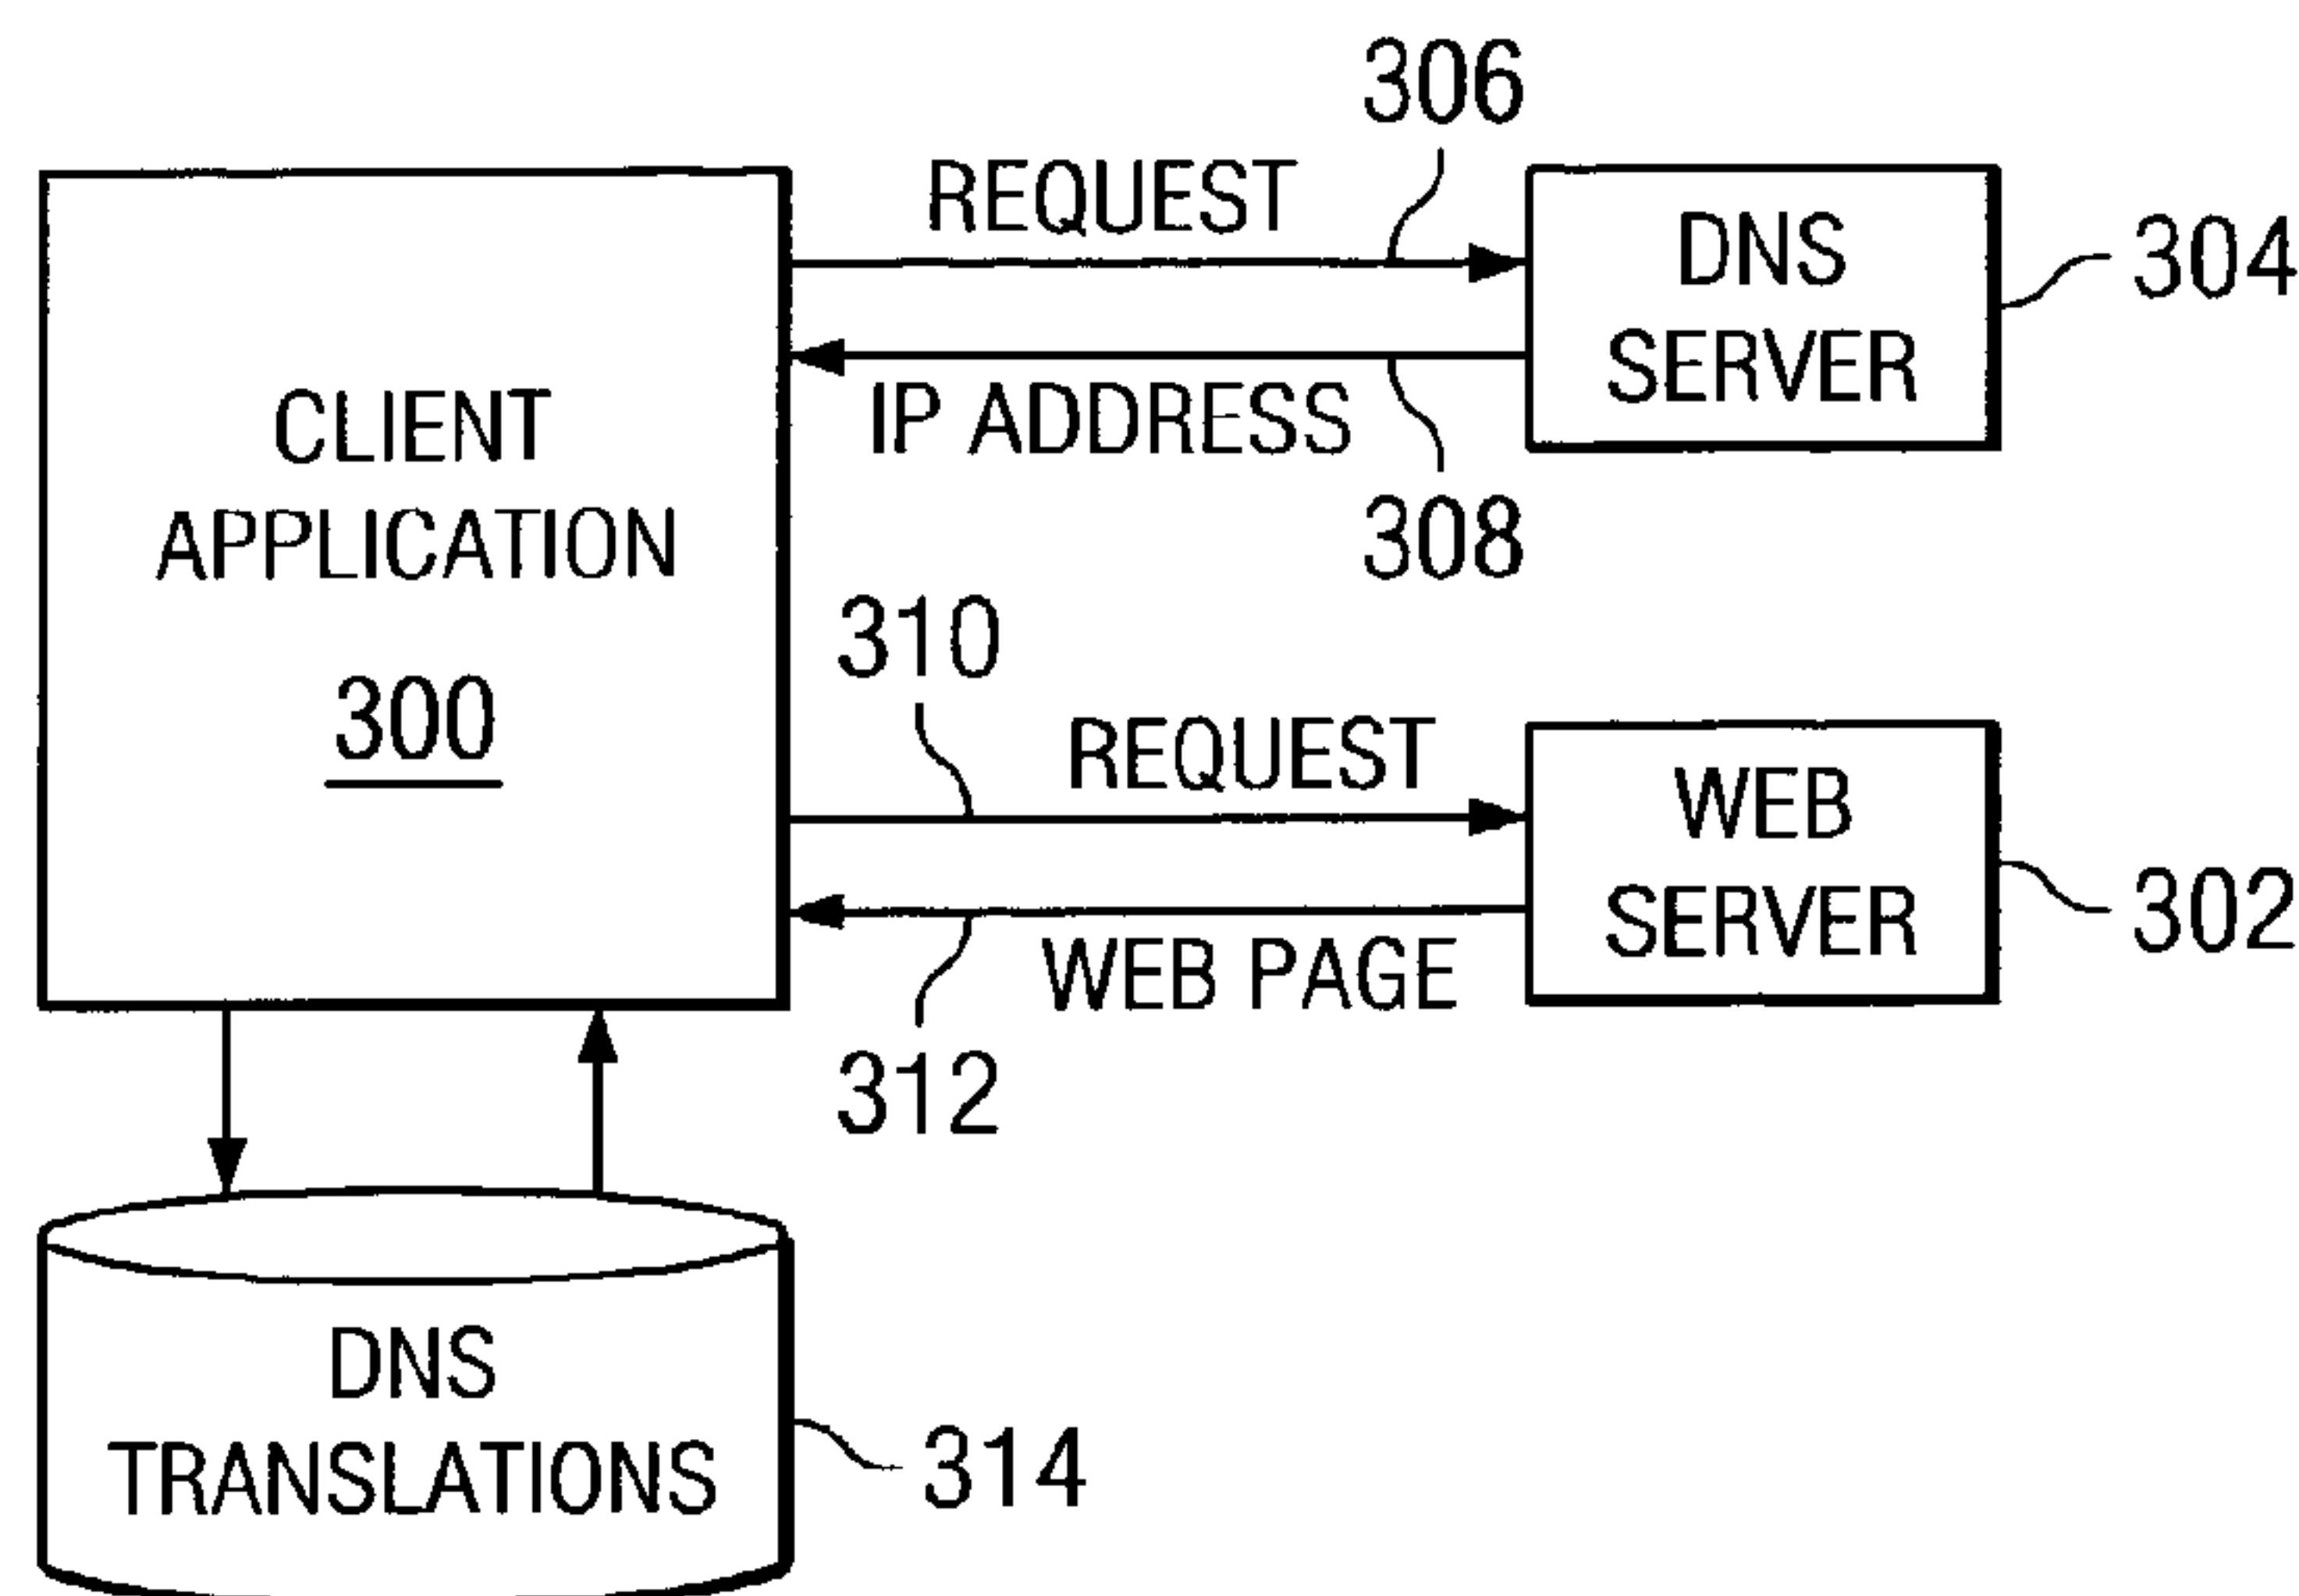 306
REQUEST
DNS
SERVER
304
IP ADDRESS
308
CLIENT
APPLICATION
300
310
REQUEST
WEB
SERVER
302
WEB PAGE
312
DNS
TRANSLATIONS
314